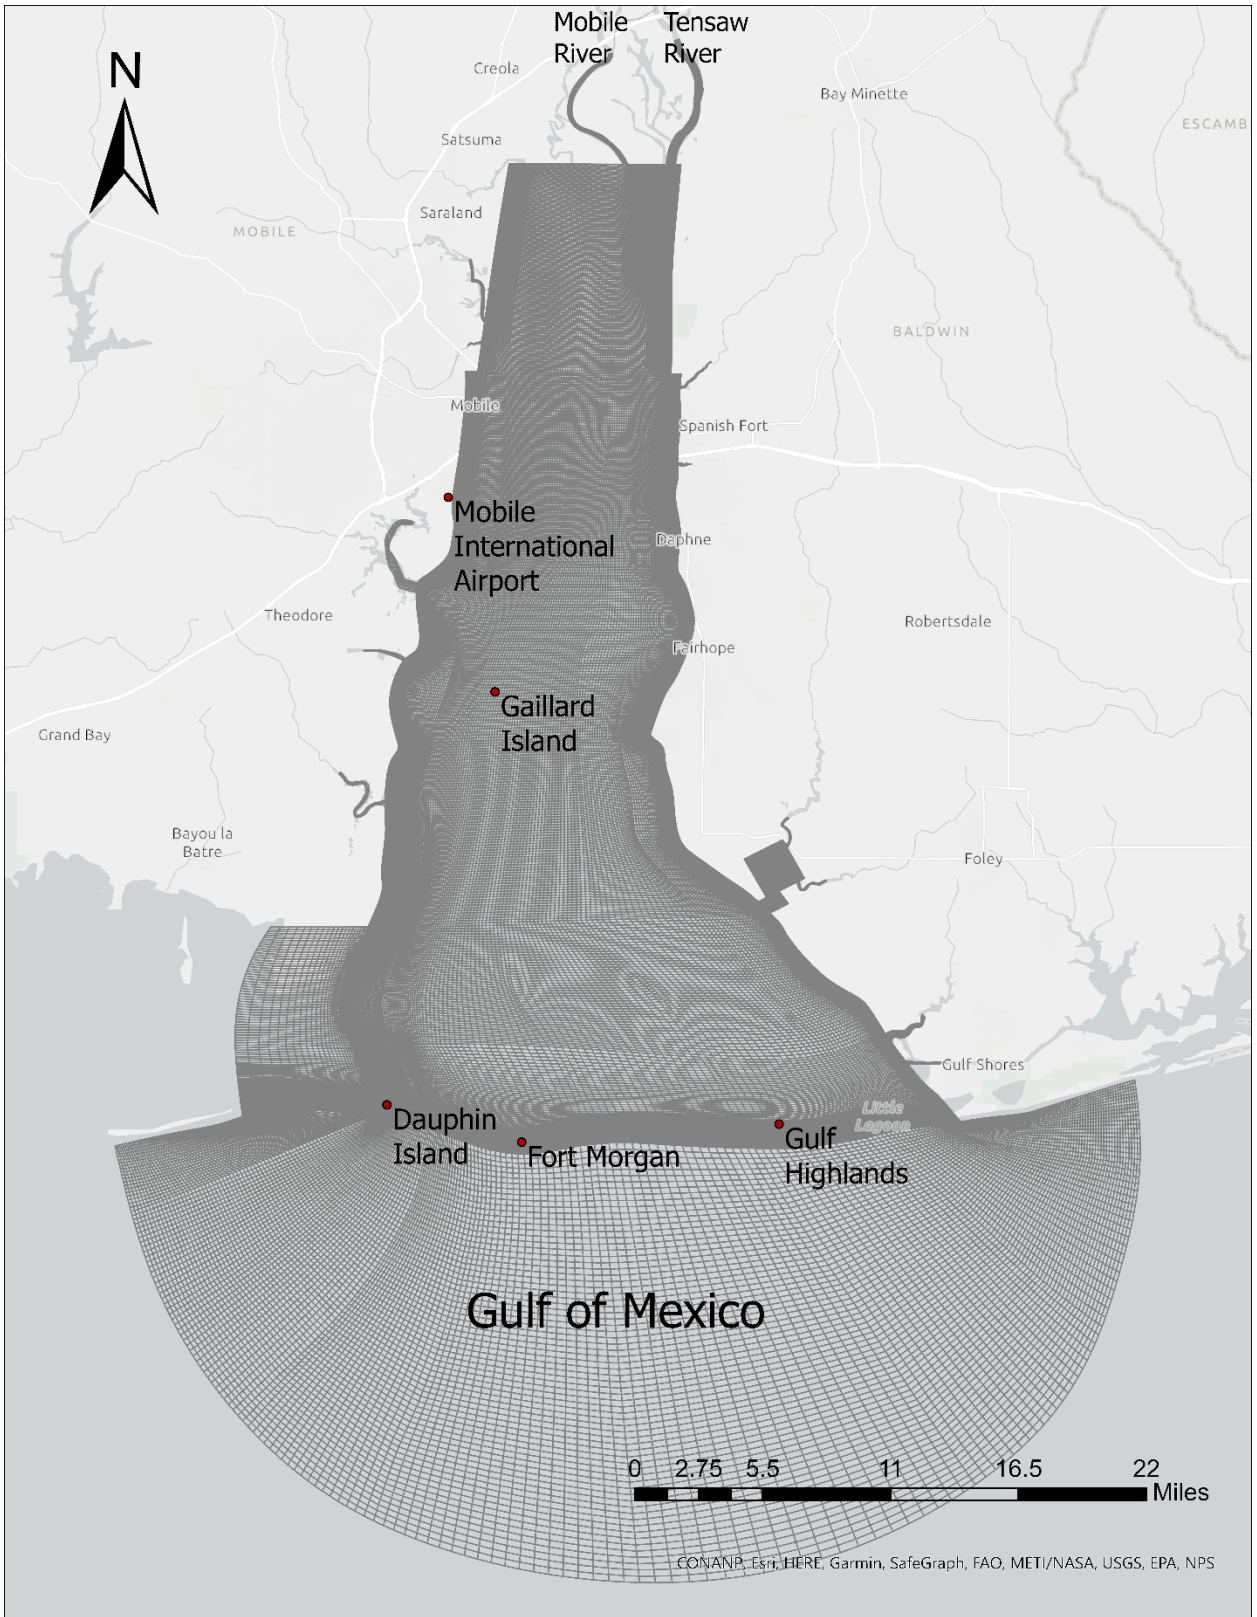 Mobile
River
Tensaw
River
N
Creola
Bay Minette
ESCAMB
Satsuma
Saraland
MOBILE
BALDWIN
Mobile
Spanish Fort
Mobile
International
Airport
Daphne
Theodore
Robertsdale
Fairhope
Gaillard
Island
Grand Bay
Bayou la
Batre
Foley
Gulf Shores
Little
Lagoon
Dauphin
Island
Fort Morgan
Gulf
Highlands
Gulf of Mexico
0 2.75 5.5 11 16.5 22
Miles
CONANP, Esri, HERE, Garmin, SafeGraph, FAO, METI/NASA, USGS, EPA, NPS